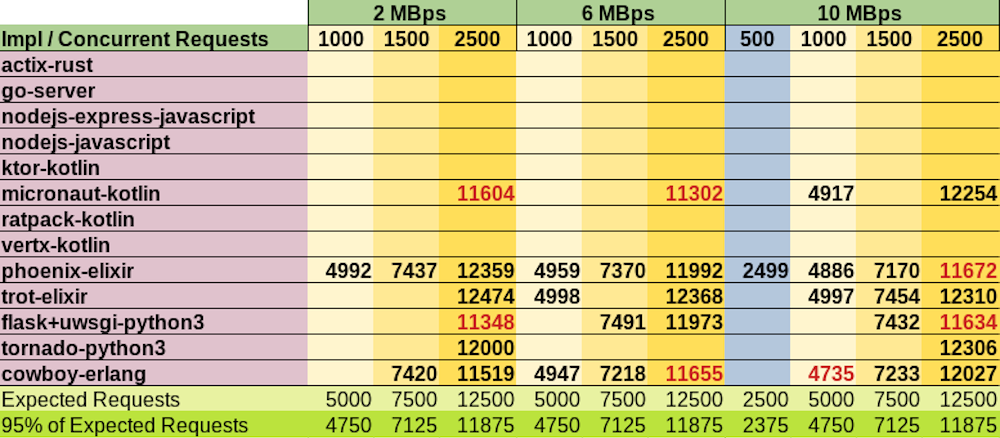 2 MBps 6 MBps 10 MBps
Impl / Concurrent Requests 1000 1500 2500 1000 1500 2500 500 1000 1500 2500
actix-rust
go-server
nodejs-express-javascript
nodejs-javascript
ktor-kotlin
micronaut-kotlin 11604 11302 4917 12254
ratpack-kotlin
vertx-kotlin
phoenix-elixir 4992 7437 12359 4959 7370 11992 2499 4886 7170 11672
trot-elixir 12474 4998 12368 4997 7454 12310
flask+uwsgi-python3 11348 7491 11973 7432 11634
tornado-python3 12000 12306
cowboy-erlang 7420 11519 4947 7218 11655 4735 7233 12027
Expected Requests 5000 7500 12500 5000 7500 12500 2500 5000 7500 12500
95% of Expected Requests 4750 7125 11875 4750 7125 11875 2375 4750 7125 11875